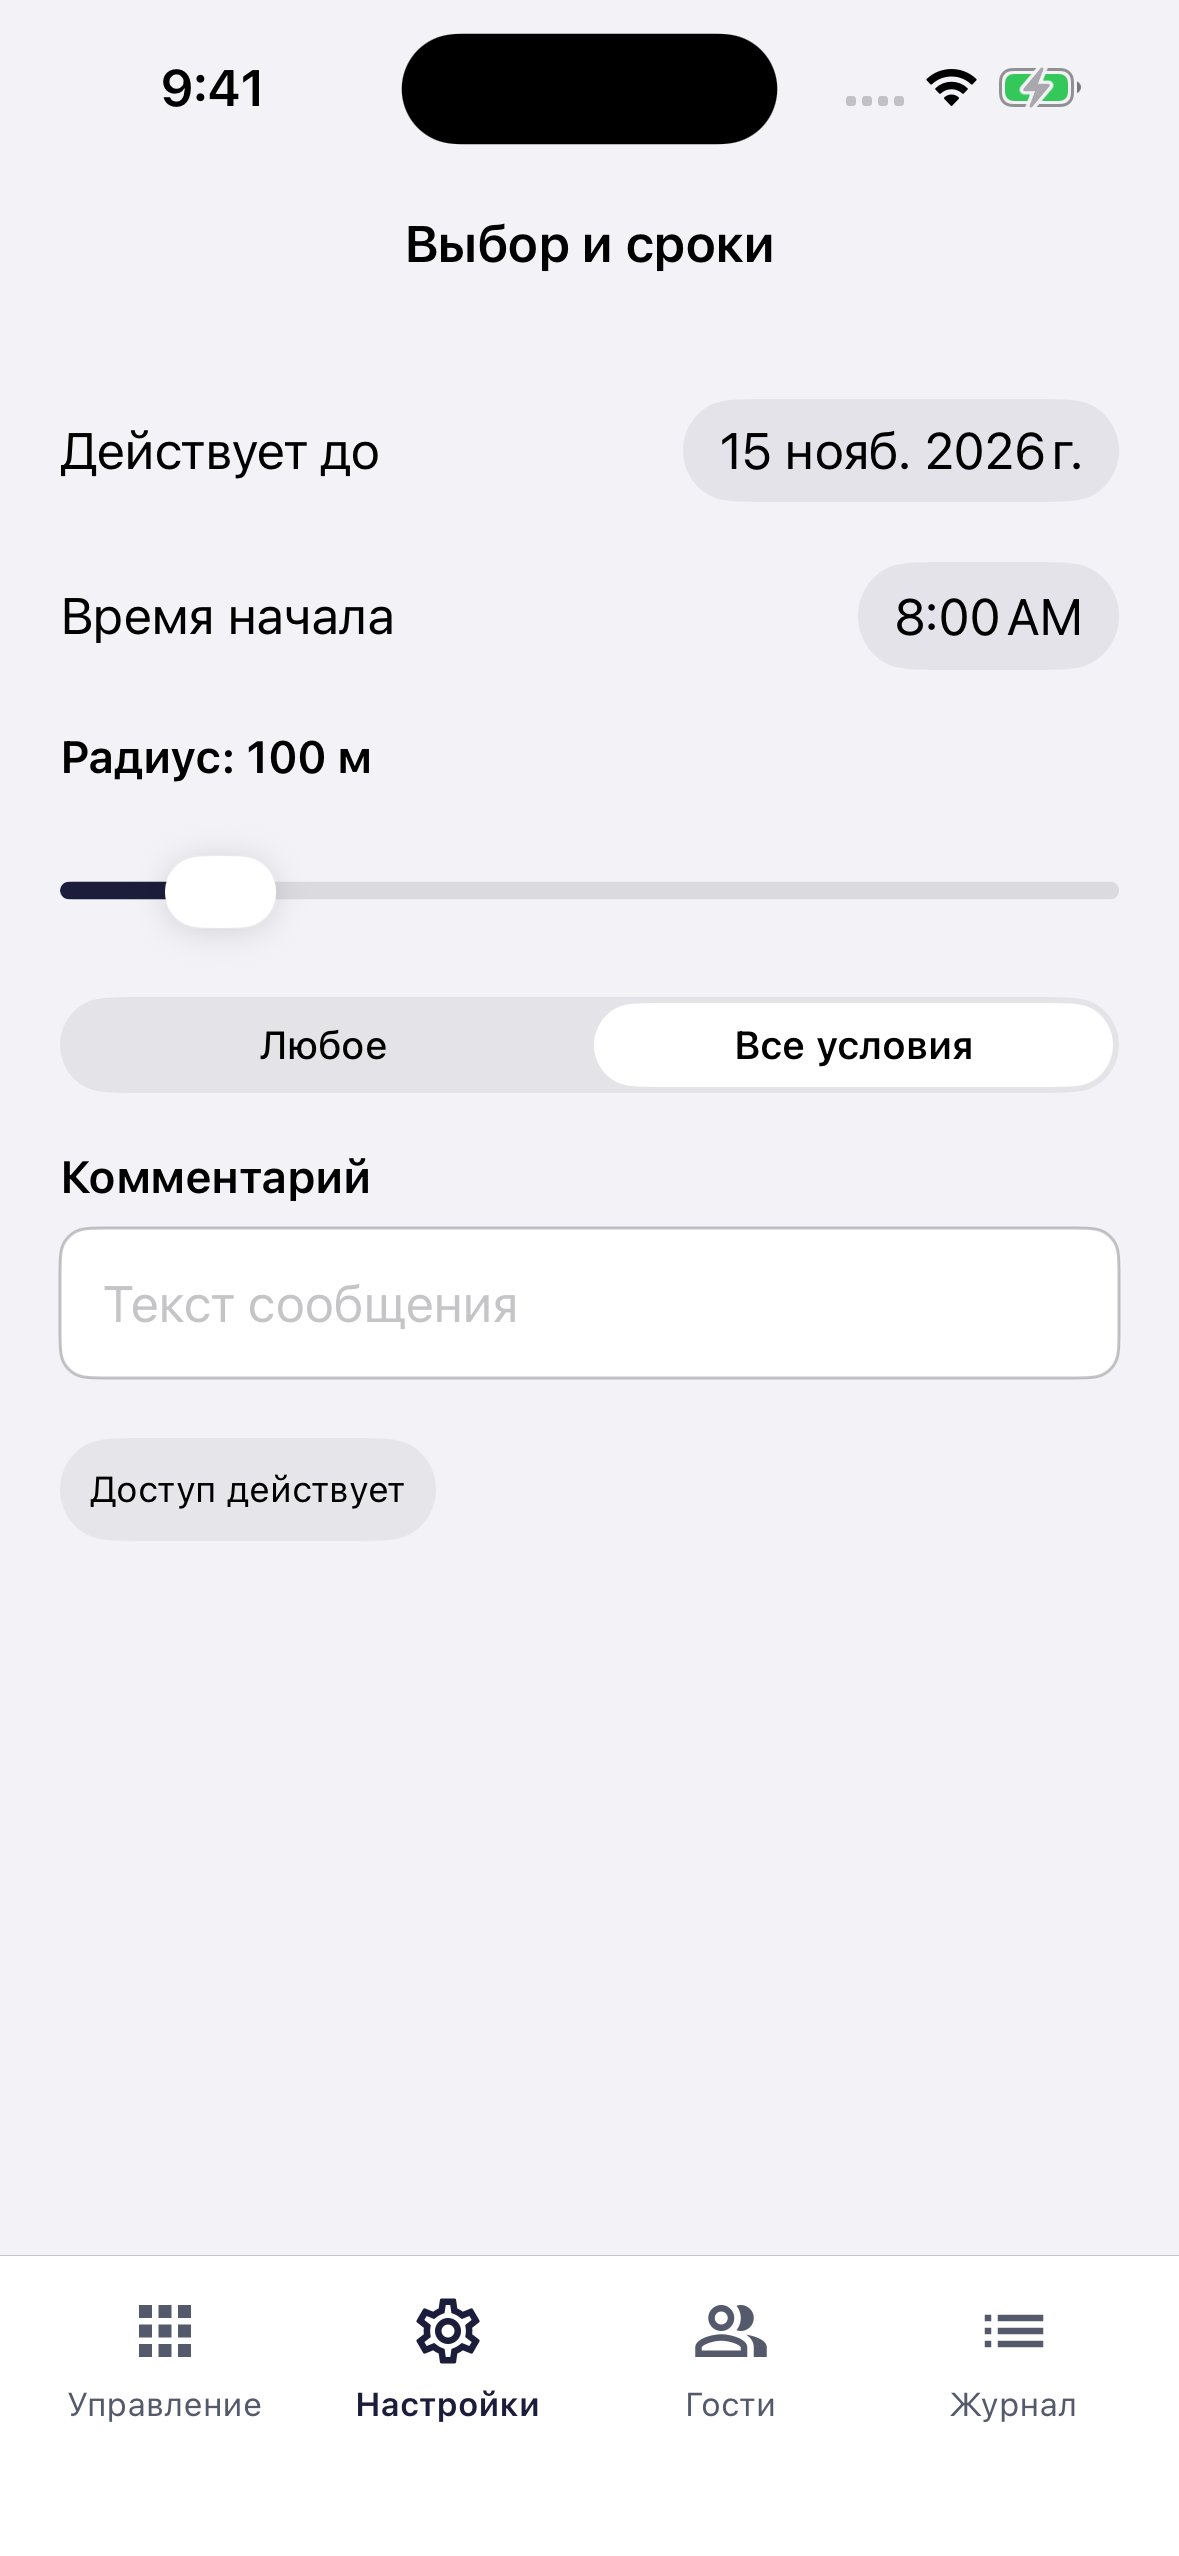 9:41
Выбор и сроки
Действует до
15 нояб. 2026 г.
Время начала
8:00 AM
Радиус: 100 м
Любое
Все условия
Комментарий
Текст сообщения
Доступ действует
Управление
Настройки
Гости
Журнал